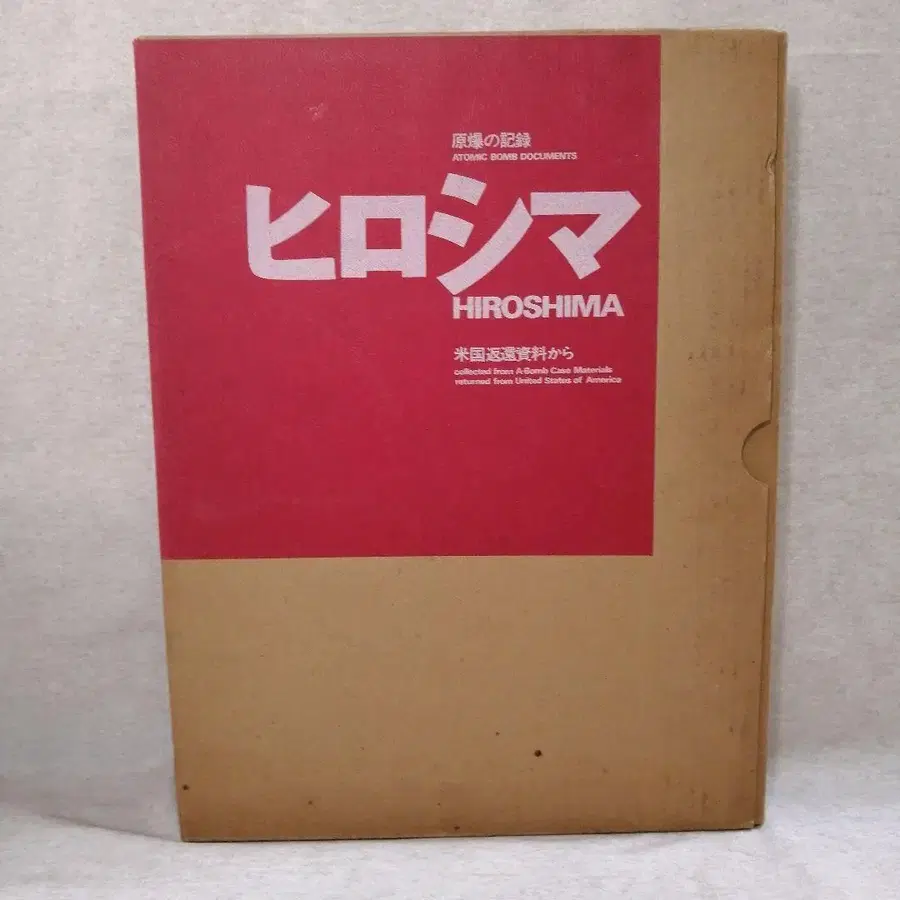 原爆の記録
ATOMIC BOMB DOCUMENTS
ヒロシマ
HIROSHIMA
米国返還資料から
collected from A-Bomb Case Materials
returned from United States of America